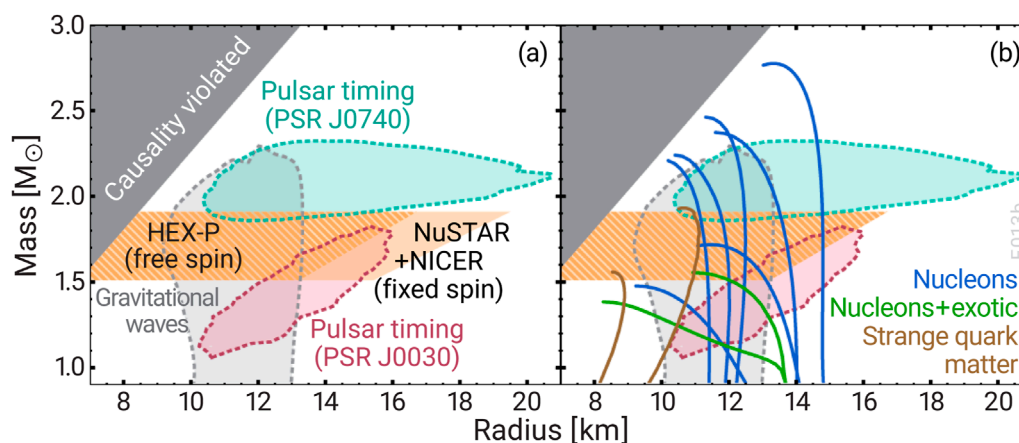 3.0
2.5
2.0
1.5
1.0
Mass [M⊙]
Causality violated
(a)
Pulsar timing
(PSR J0740)
HEX-P
(free spin)
NuSTAR
+NICER
(fixed spin)
Gravitational
waves
Pulsar timing
(PSR J0030)
8 10 12 14 16 18 20
(b)
Nucleons
Nucleons+exotic
Strange quark
matter
8 10 12 14 16 18 20
Radius [km]